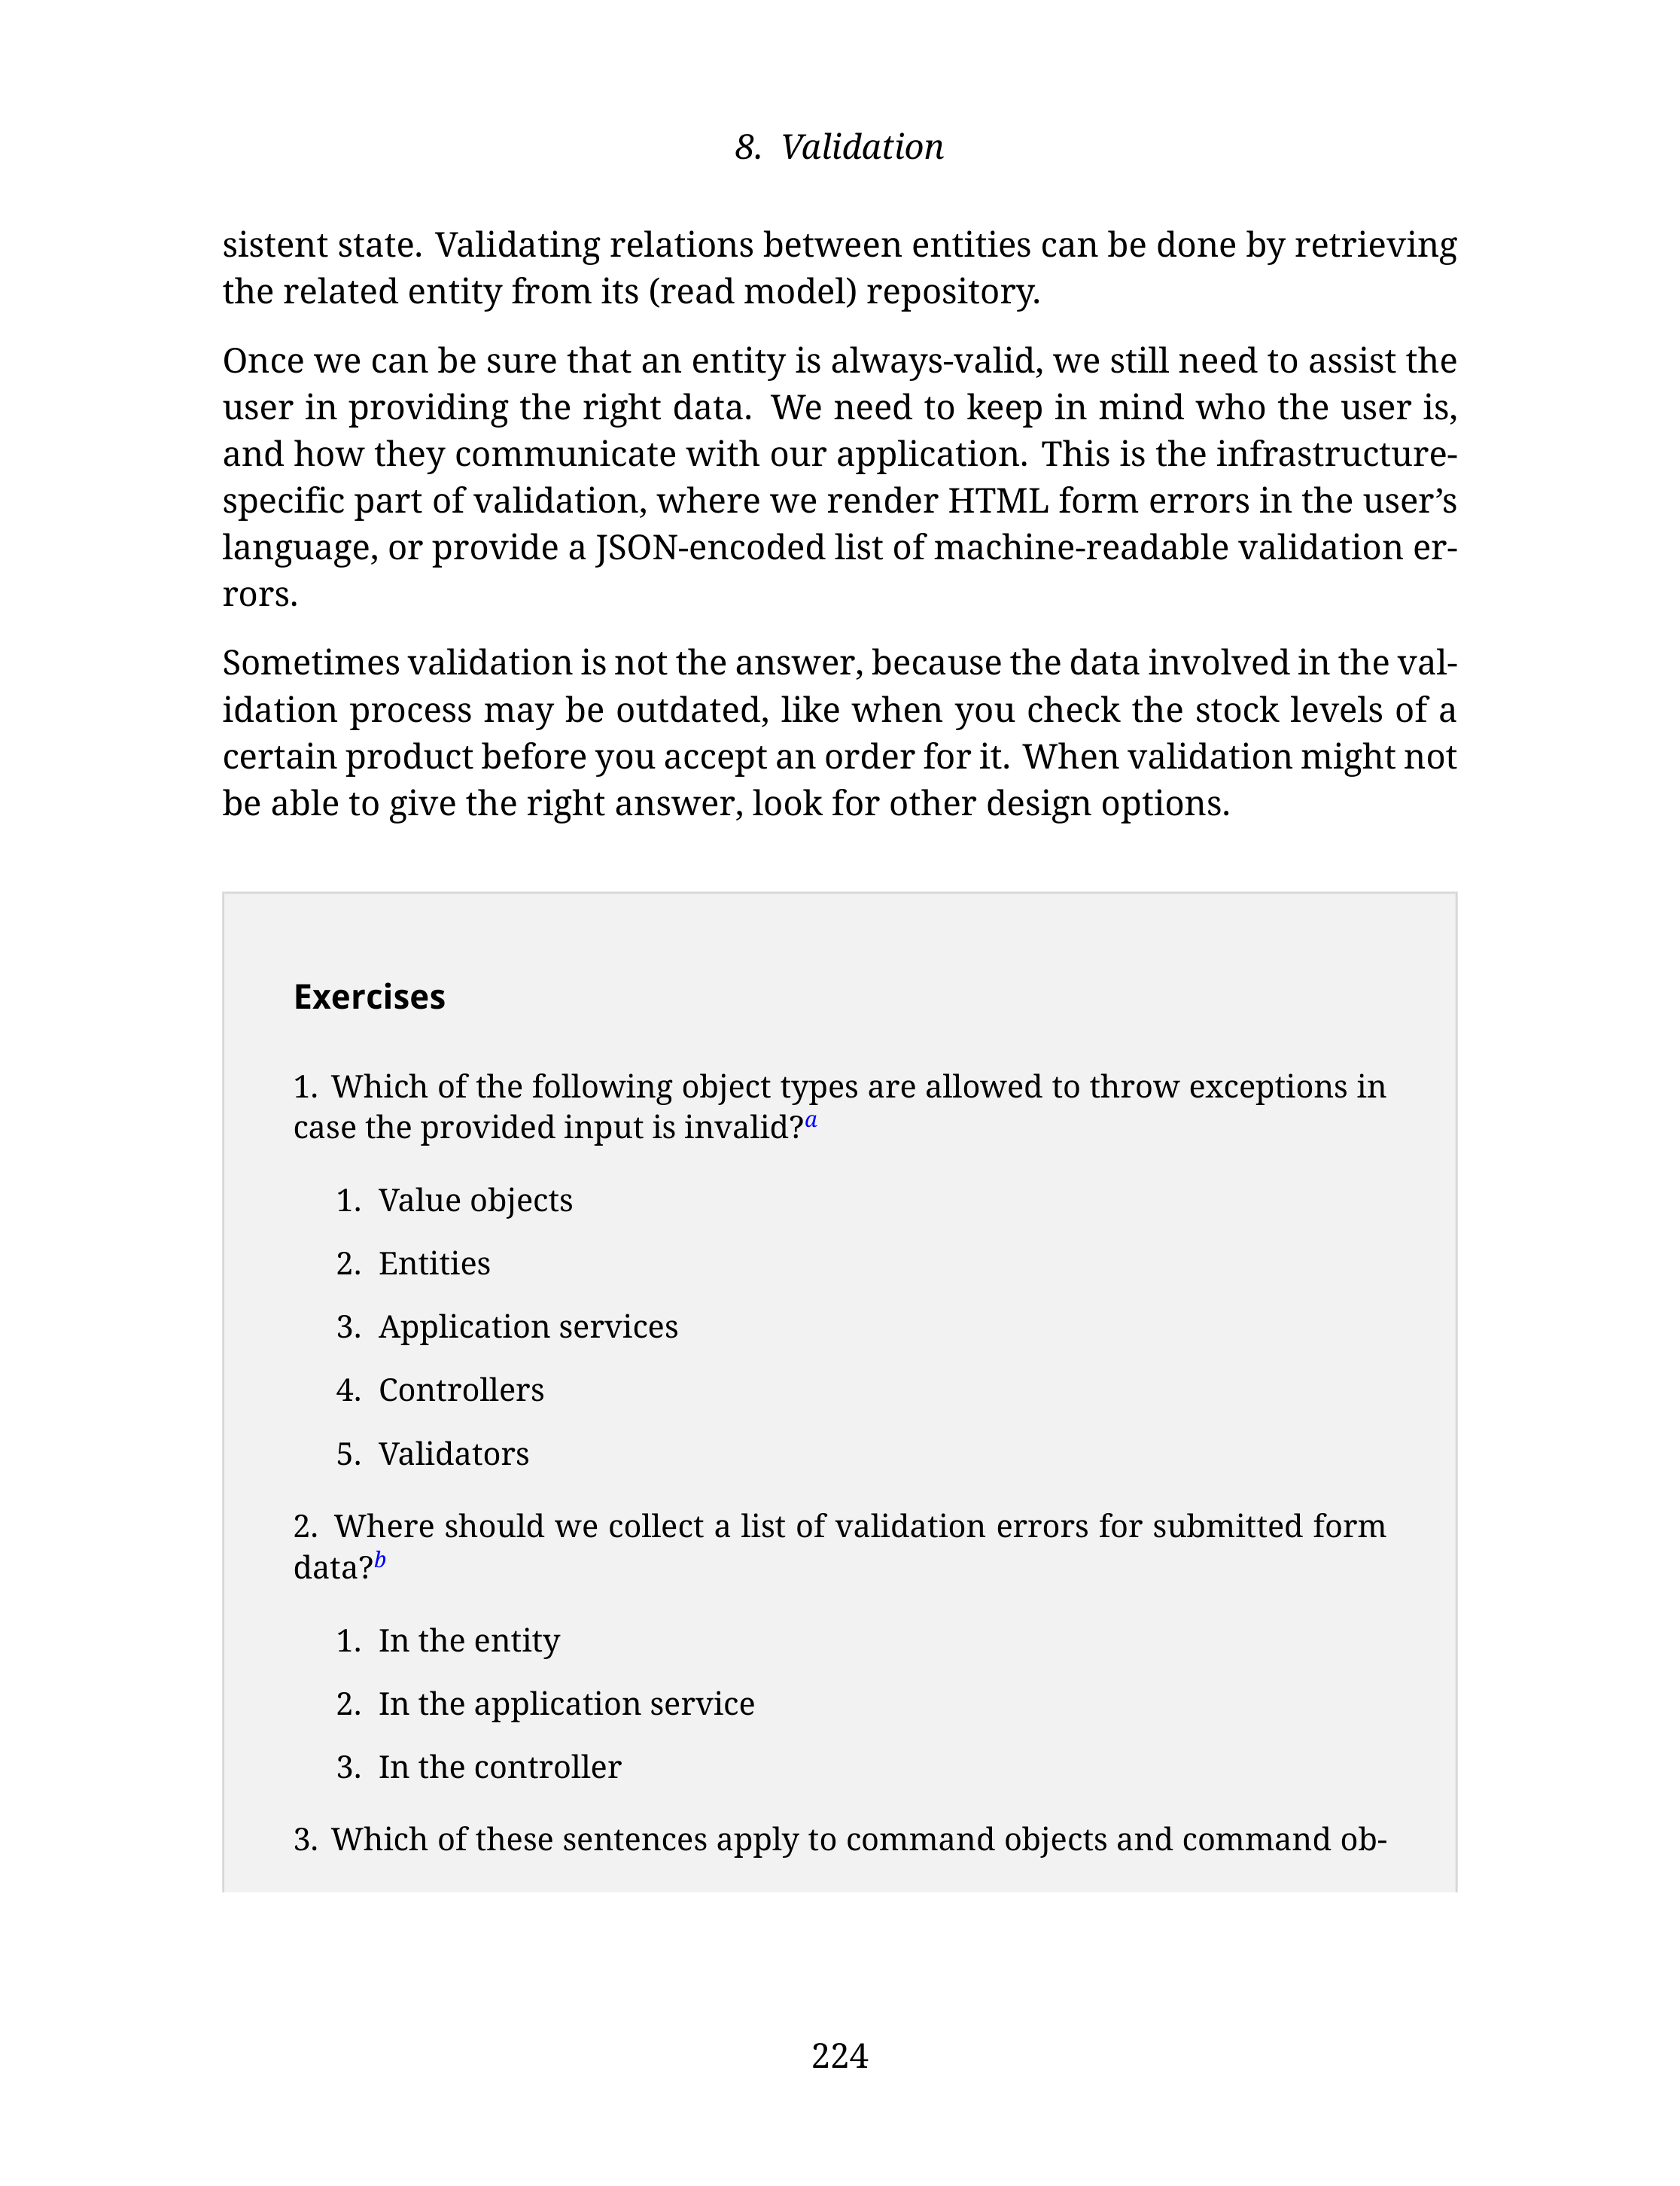 8. Validation
sistent state. Validating relations between entities can be done by retrieving
the related entity from its (read model) repository.
Once we can be sure that an entity is always-valid, we still need to assist the
user in providing the right data. We need to keep in mind who the user is,
and how they communicate with our application. This is the infrastructure-
specific part of validation, where we render HTML form errors in the user’s
language, or provide a JSON-encoded list of machine-readable validation er-
rors.
Sometimes validation is not the answer, because the data involved in the val-
idation process may be outdated, like when you check the stock levels of a
certain product before you accept an order for it. When validation might not
be able to give the right answer, look for other design options.
Exercises
1. Which of the following object types are allowed to throw exceptions in
case the provided input is invalid?a
1. Value objects
2. Entities
3. Application services
4. Controllers
5. Validators
2. Where should we collect a list of validation errors for submitted form
data?b
1. In the entity
2. In the application service
3. In the controller
3. Which of these sentences apply to command objects and command ob-
224